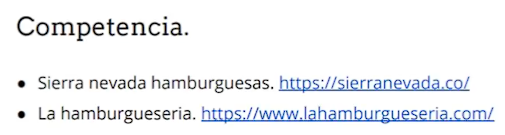 Competencia.
• Sierra nevada hamburguesas. https://sierranevada.co/
• La hamburgueseria. https://www.lahamburgueseria.com/